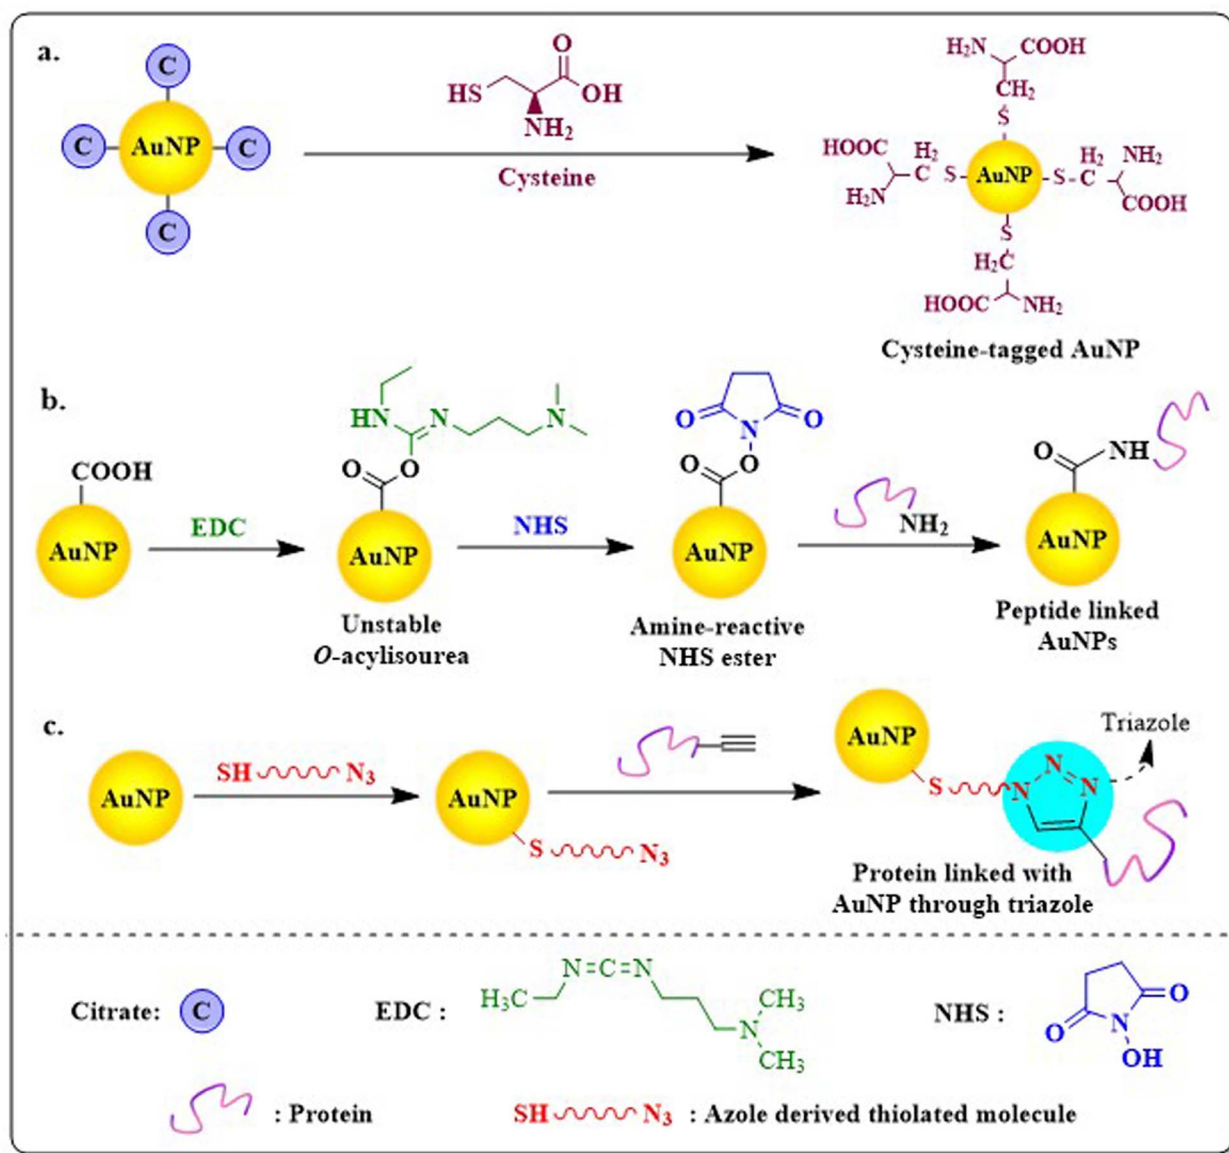 a.
C
C
AuNP
C
C
HS
O
OH
NH₂
Cysteine
H₂N
COOH
CH₂
S
HOOC
H₂
C
S
AuNP
S
H₂
C
NH₂
H₂N
COOH
S
H₂C
HOOC
NH₂
Cysteine-tagged AuNP
b.
COOH
AuNP
EDC
HN
N
N
O
O
AuNP
Unstable
O-acylisourea
NHS
O
N
O
O
O
AuNP
Amine-reactive
NHS ester
NH₂
O
NH
AuNP
Peptide linked
AuNPs
c.
AuNP
SH N₃
AuNP
S N₃
AuNP
S
N
N
N
Triazole
Protein linked with
AuNP through triazole
Citrate: C
EDC :
H₃C
N=C=N
N
CH₃
CH₃
NHS :
O
N
O
OH
: Protein
SH N₃ : Azole derived thiolated molecule